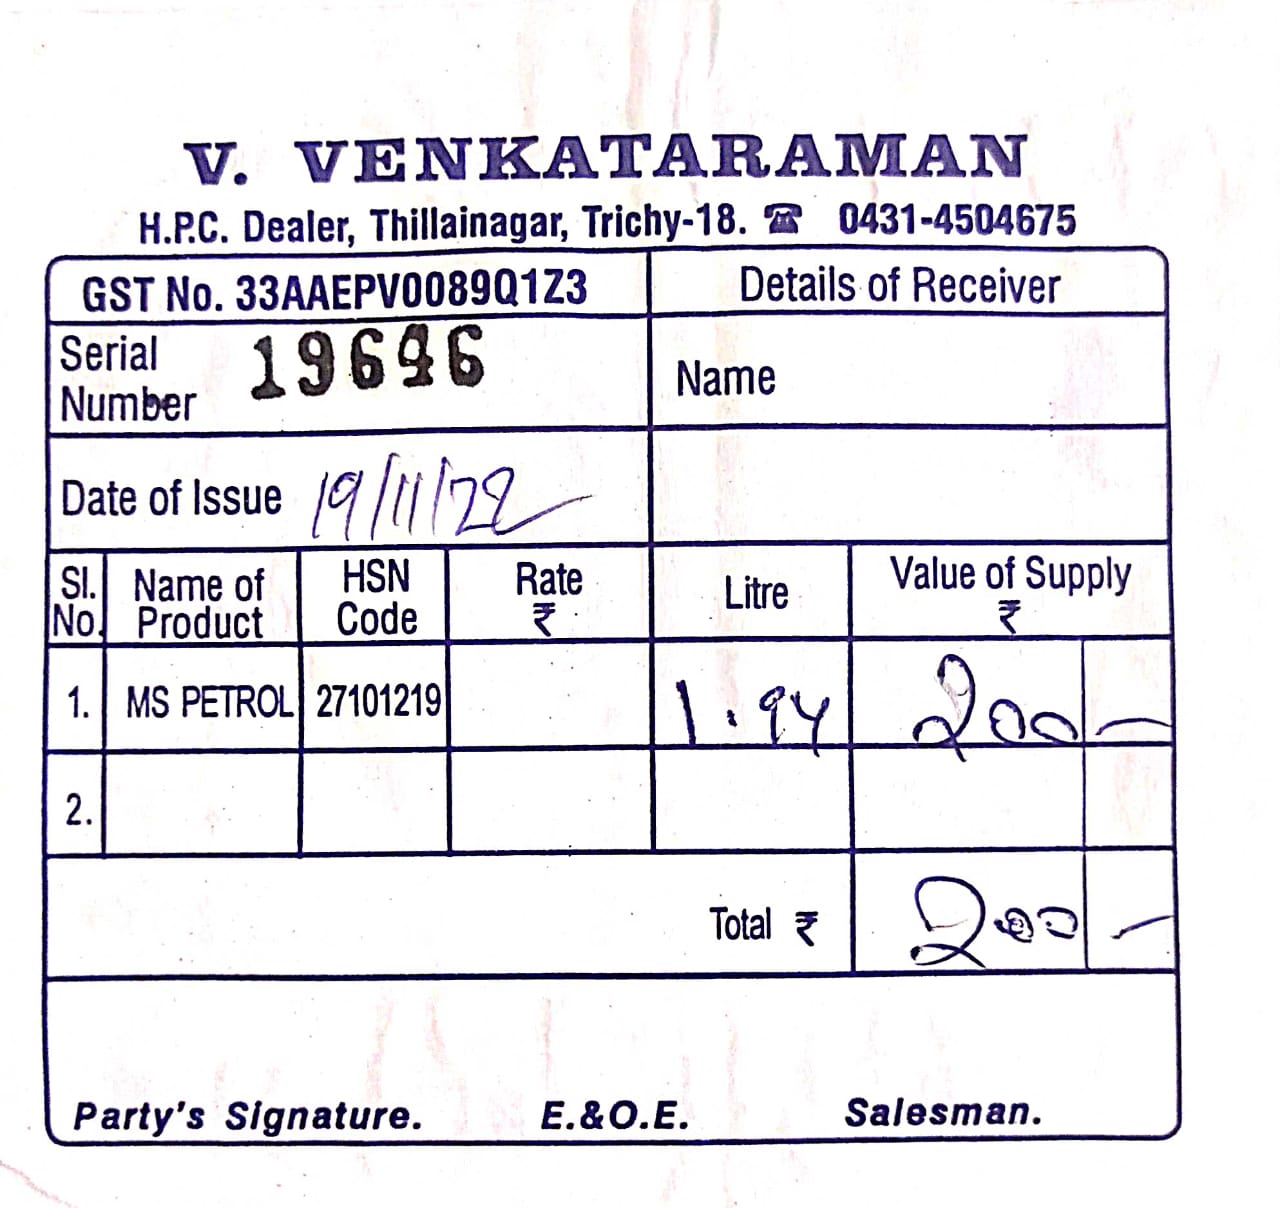 V. VENKATARAMAN
H.P.C. Dealer, Thillainagar, Trichy-18. ☎ 0431-4504675
GST No. 33AAEPV0089Q1Z3 Details of Receiver
Serial Number 19646 Name
Date of Issue 19/11/22
Sl. No. Name of Product HSN Code Rate ₹ Litre Value of Supply ₹
1. MS PETROL 27101219 1.94 200 —
2.
Total ₹ 200 —
Party's Signature. E.&O.E. Salesman.